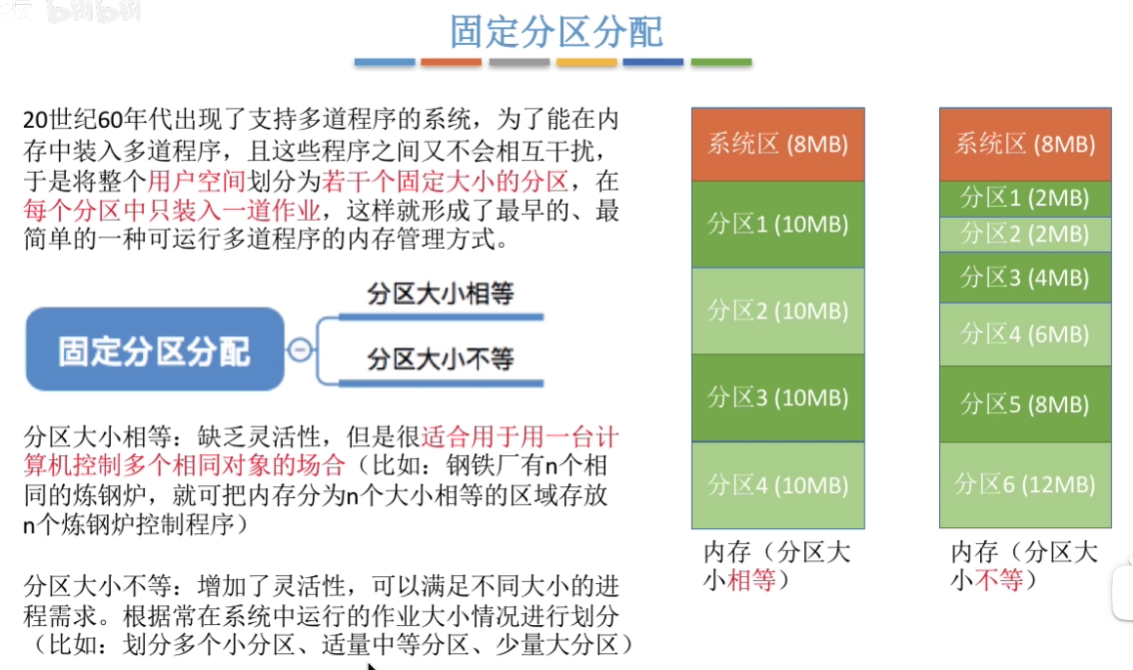 固定分区分配
20世纪60年代出现了支持多道程序的系统，为了能在内
存中装入多道程序，且这些程序之间又不会相互干扰，
于是将整个用户空间划分为若干个固定大小的分区，在
每个分区中只装入一道作业，这样就形成了最早的、最
简单的一种可运行多道程序的内存管理方式。
固定分区分配
分区大小相等
分区大小不等
分区大小相等：缺乏灵活性，但是很适合用于用一台计
算机控制多个相同对象的场合（比如：钢铁厂有n个相
同的炼钢炉，就可把内存分为n个大小相等的区域存放
n个炼钢炉控制程序）
分区大小不等：增加了灵活性，可以满足不同大小的进
程需求。根据常在系统中运行的作业大小情况进行划分
（比如：划分多个小分区、适量中等分区、少量大分区）
系统区 (8MB)
分区1 (10MB)
分区2 (10MB)
分区3 (10MB)
分区4 (10MB)
内存（分区大
小相等）
系统区 (8MB)
分区1 (2MB)
分区2 (2MB)
分区3 (4MB)
分区4 (6MB)
分区5 (8MB)
分区6 (12MB)
内存（分区大
小不等）